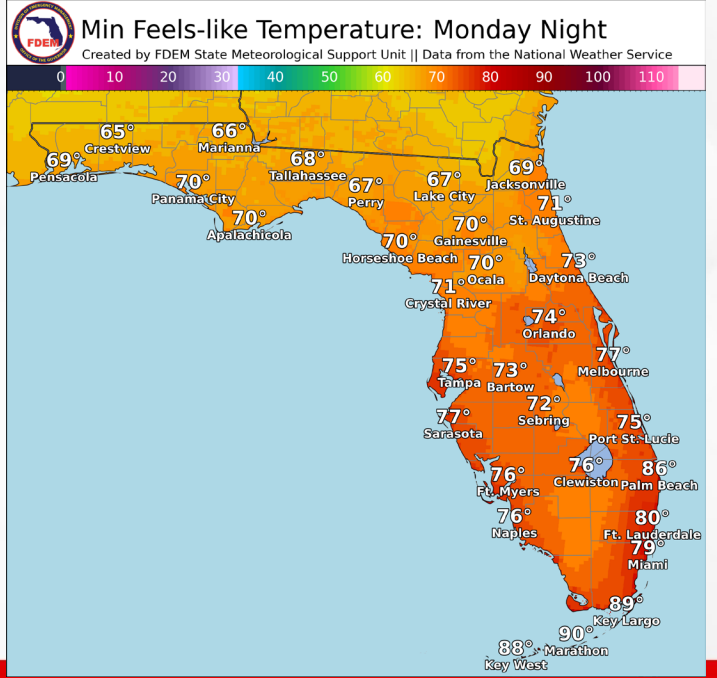 Min Feels-like Temperature: Monday Night
Created by FDEM State Meteorological Support Unit || Data from the National Weather Service
FDEM
0 10 20 30 40 50 60 70 80 90 100 110
65°
Crestview
66°
Marianna
69°
Pensacola
68°
Tallahassee
70°
Panama City
67°
Perry
67°
Lake City
69°
Jacksonville
70°
Apalachicola
71°
St. Augustine
70°
Gainesville
70°
Horseshoe Beach
70°
Ocala
73°
Daytona Beach
71°
Crystal River
74°
Orlando
77°
Melbourne
75°
Tampa
73°
Bartow
72°
Sebring
77°
Sarasota
75°
Port St. Lucie
76°
Clewiston
86°
Palm Beach
76°
Ft. Myers
76°
Naples
80°
Ft. Lauderdale
79°
Miami
89°
Key Largo
90°
Marathon
88°
Key West